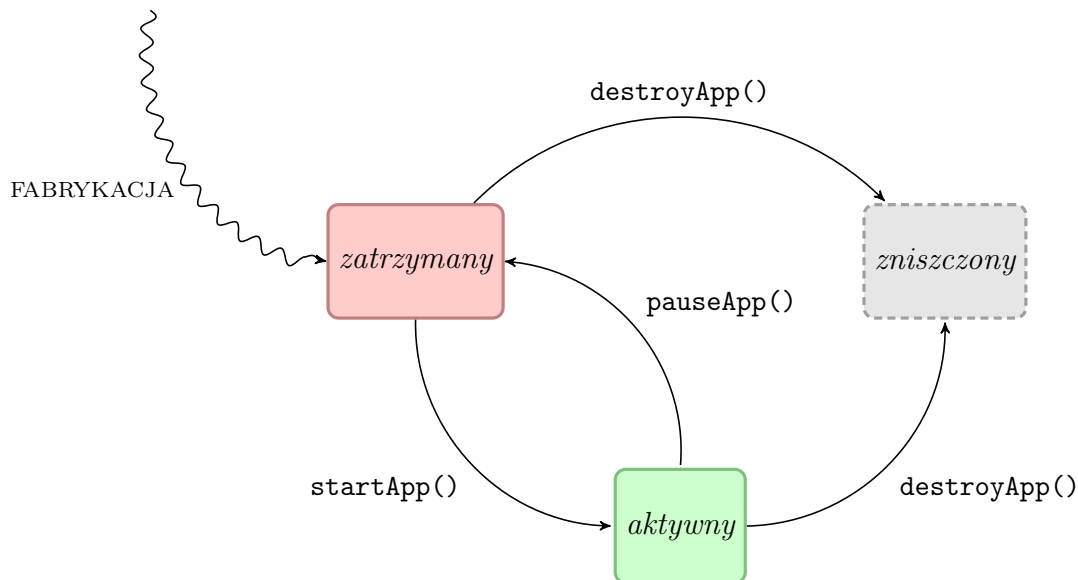 destroyApp()
FABRYKACJA
zatrzymany
zniszczony
pauseApp()
startApp()
destroyApp()
aktywny